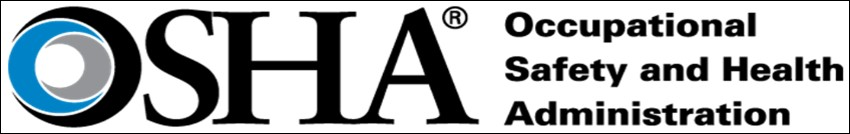 OSHA®
Occupational
Safety and Health
Administration